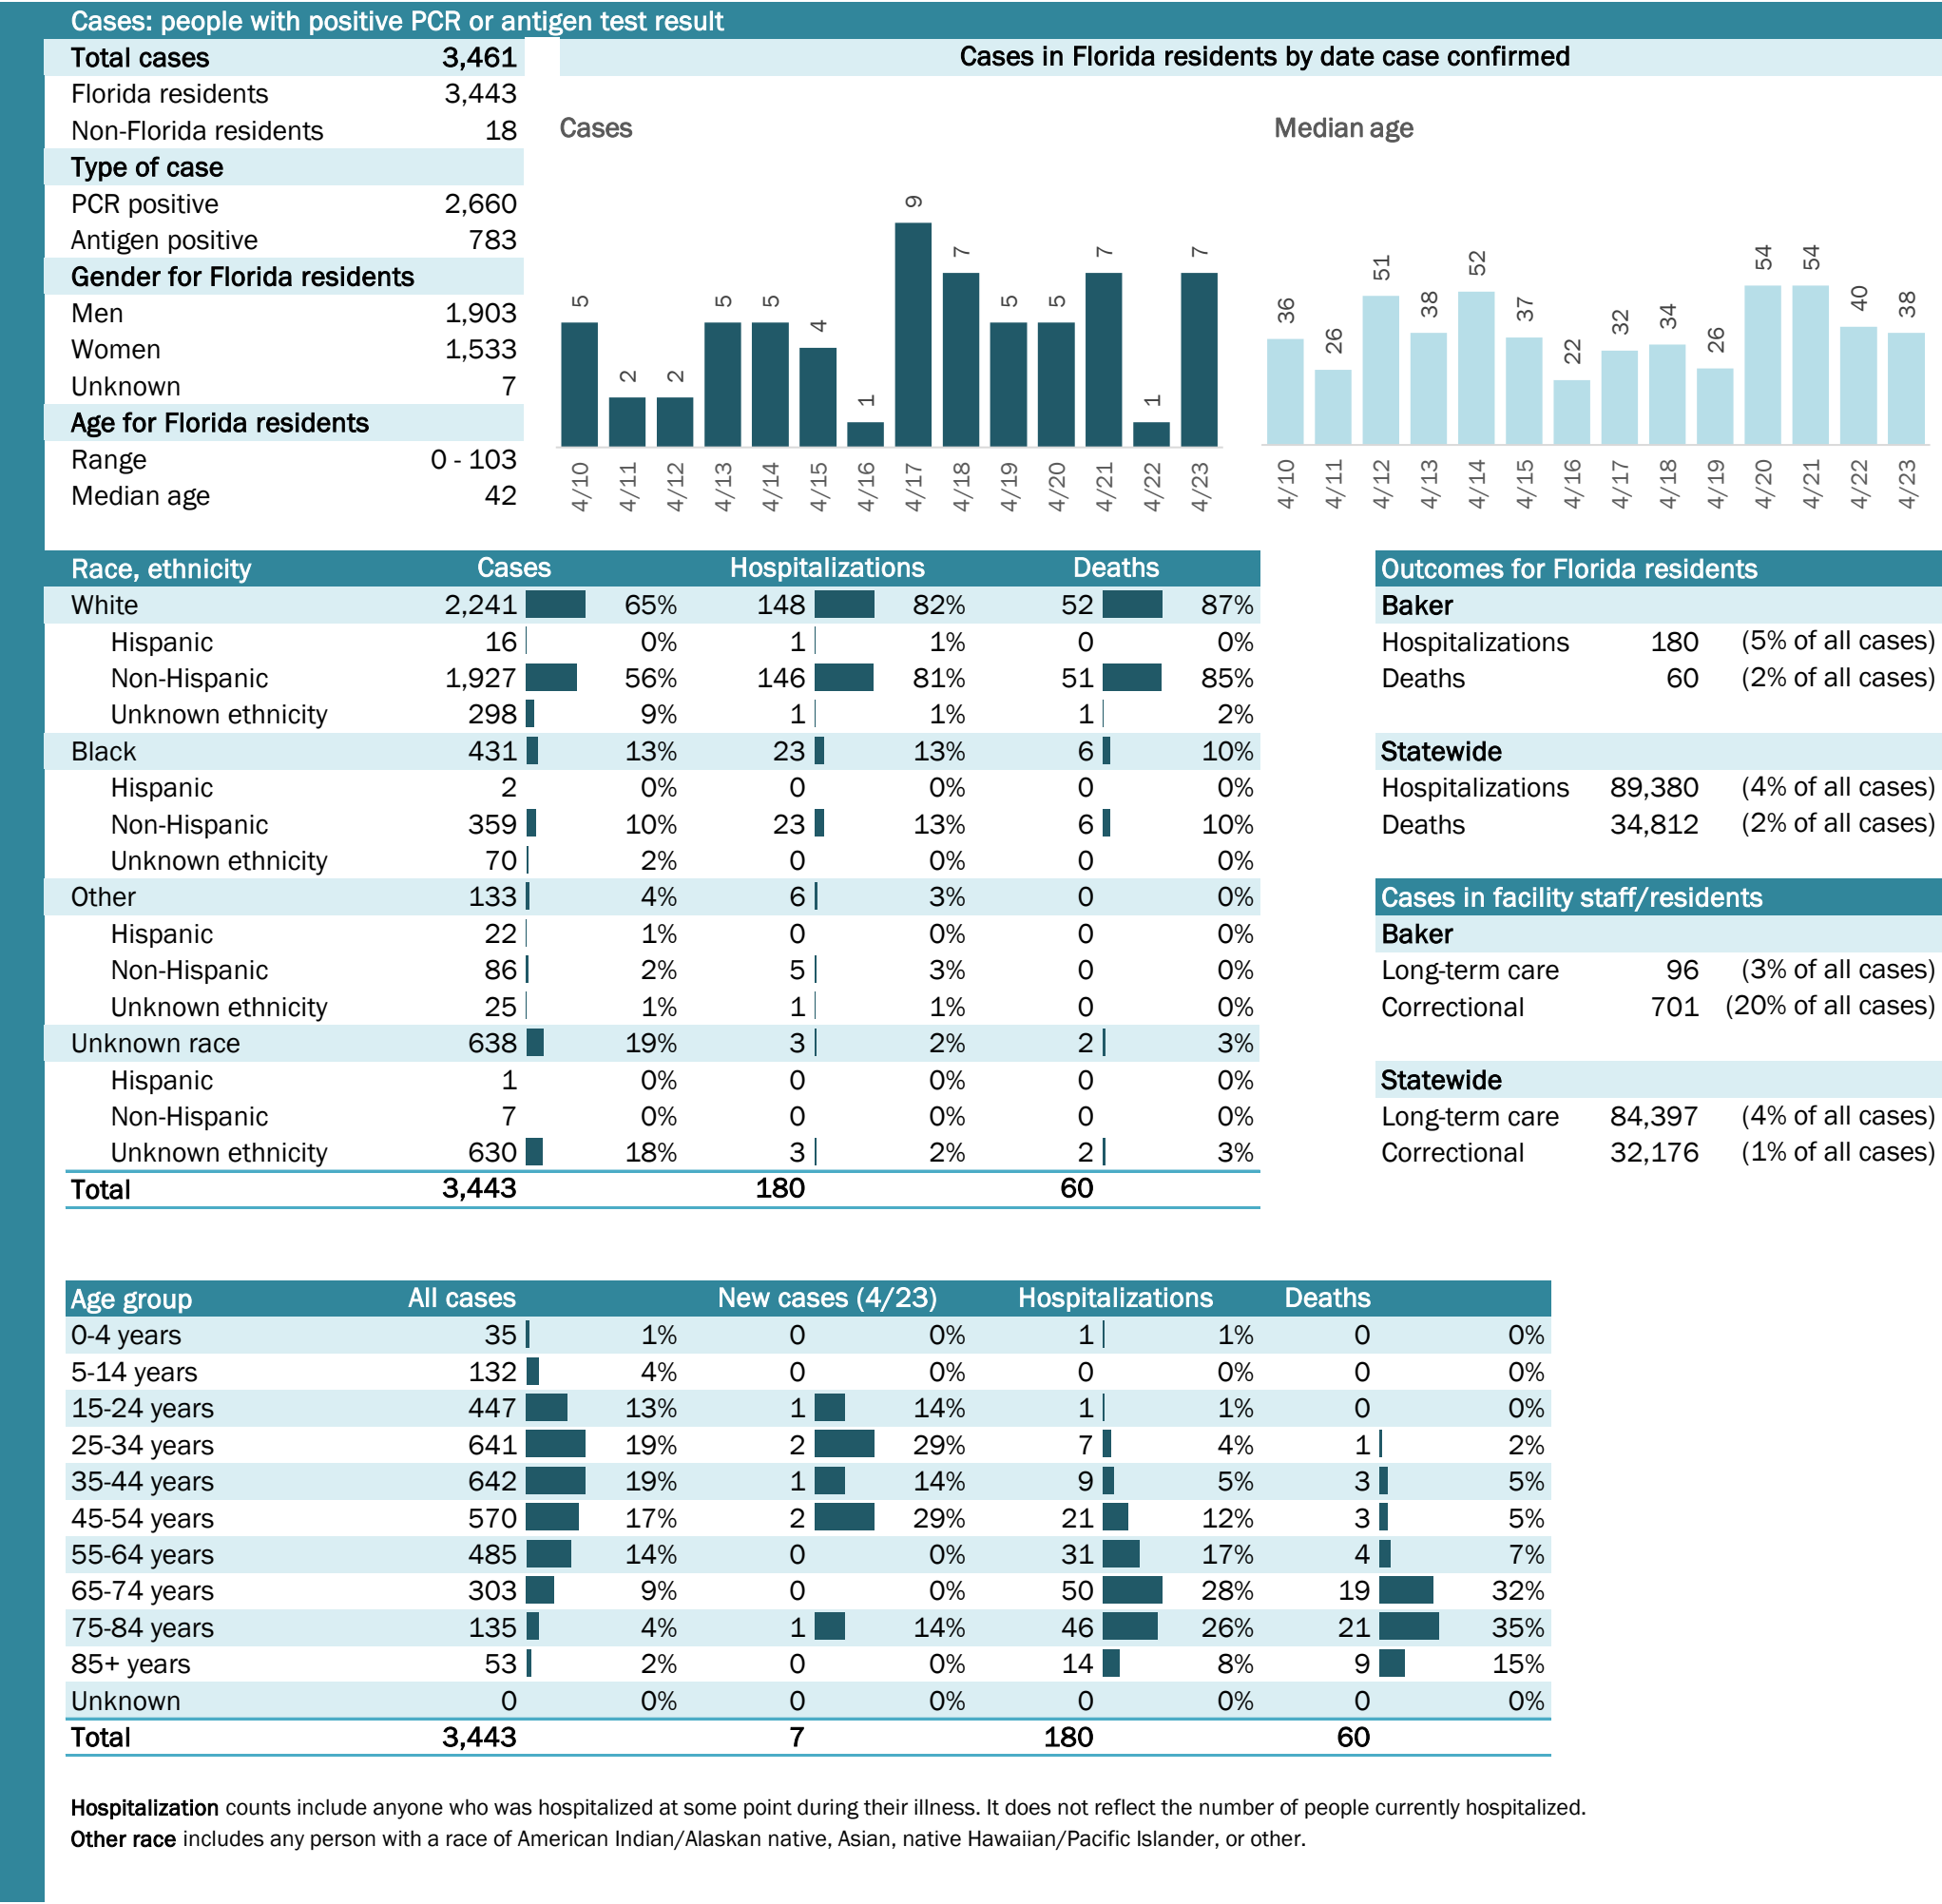 Cases: people with positive PCR or antigen test result
Total cases 3,461
Florida residents 3,443
Non-Florida residents 18
Type of case
PCR positive 2,660
Antigen positive 783
Gender for Florida residents
Men 1,903
Women 1,533
Unknown 7
Age for Florida residents
Range 0 - 103
Median age 42
Cases in Florida residents by date case confirmed
Cases
5 2 2 5 5 4 1 9 7 5 5 7 1 7
4/10 4/11 4/12 4/13 4/14 4/15 4/16 4/17 4/18 4/19 4/20 4/21 4/22 4/23
Median age
36 26 51 38 52 37 22 32 34 26 54 54 40 38
4/10 4/11 4/12 4/13 4/14 4/15 4/16 4/17 4/18 4/19 4/20 4/21 4/22 4/23
Race, ethnicity Cases Hospitalizations Deaths
White 2,241 65% 148 82% 52 87%
Hispanic 16 0% 1 1% 0 0%
Non-Hispanic 1,927 56% 146 81% 51 85%
Unknown ethnicity 298 9% 1 1% 1 2%
Black 431 13% 23 13% 6 10%
Hispanic 2 0% 0 0% 0 0%
Non-Hispanic 359 10% 23 13% 6 10%
Unknown ethnicity 70 2% 0 0% 0 0%
Other 133 4% 6 3% 0 0%
Hispanic 22 1% 0 0% 0 0%
Non-Hispanic 86 2% 5 3% 0 0%
Unknown ethnicity 25 1% 1 1% 0 0%
Unknown race 638 19% 3 2% 2 3%
Hispanic 1 0% 0 0% 0 0%
Non-Hispanic 7 0% 0 0% 0 0%
Unknown ethnicity 630 18% 3 2% 2 3%
Total 3,443 180 60
Outcomes for Florida residents
Baker
Hospitalizations 180 (5% of all cases)
Deaths 60 (2% of all cases)
Statewide
Hospitalizations 89,380 (4% of all cases)
Deaths 34,812 (2% of all cases)
Cases in facility staff/residents
Baker
Long-term care 96 (3% of all cases)
Correctional 701 (20% of all cases)
Statewide
Long-term care 84,397 (4% of all cases)
Correctional 32,176 (1% of all cases)
Age group All cases New cases (4/23) Hospitalizations Deaths
0-4 years 35 1% 0 0% 1 1% 0 0%
5-14 years 132 4% 0 0% 0 0% 0 0%
15-24 years 447 13% 1 14% 1 1% 0 0%
25-34 years 641 19% 2 29% 7 4% 1 2%
35-44 years 642 19% 1 14% 9 5% 3 5%
45-54 years 570 17% 2 29% 21 12% 3 5%
55-64 years 485 14% 0 0% 31 17% 4 7%
65-74 years 303 9% 0 0% 50 28% 19 32%
75-84 years 135 4% 1 14% 46 26% 21 35%
85+ years 53 2% 0 0% 14 8% 9 15%
Unknown 0 0% 0 0% 0 0% 0 0%
Total 3,443 7 180 60
Hospitalization counts include anyone who was hospitalized at some point during their illness. It does not reflect the number of people currently hospitalized.
Other race includes any person with a race of American Indian/Alaskan native, Asian, native Hawaiian/Pacific Islander, or other.